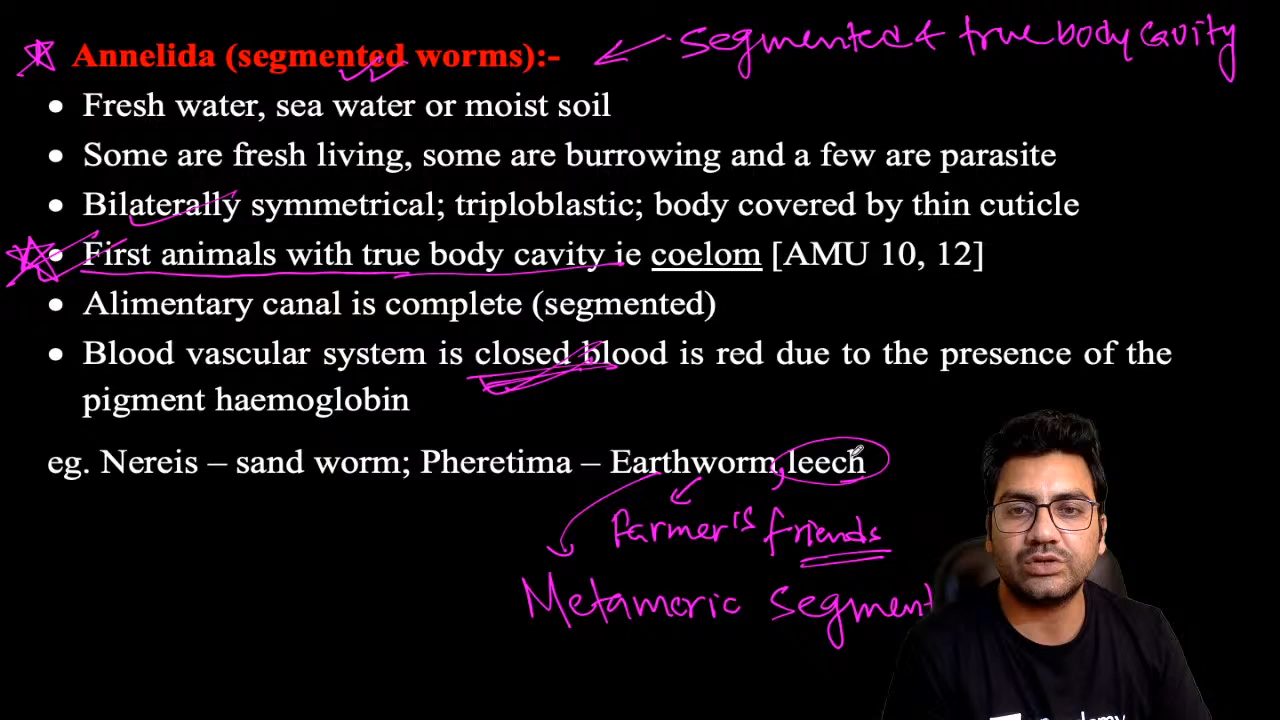 Annelida (segmented worms):-
segmented & true body cavity
• Fresh water, sea water or moist soil
• Some are fresh living, some are burrowing and a few are parasite
• Bilaterally symmetrical; triploblastic; body covered by thin cuticle
• First animals with true body cavity ie coelom [AMU 10, 12]
• Alimentary canal is complete (segmented)
• Blood vascular system is closed blood is red due to the presence of the
pigment haemoglobin
eg. Nereis – sand worm; Pheretima – Earthworm, leech
Farmer's friends
Metameric segment